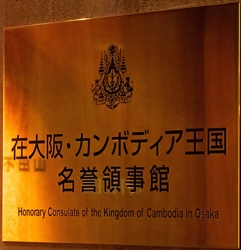 在大阪・カンボディア王国
名誉領事館
Honorary Consulate of the Kingdom of Cambodia in Osaka